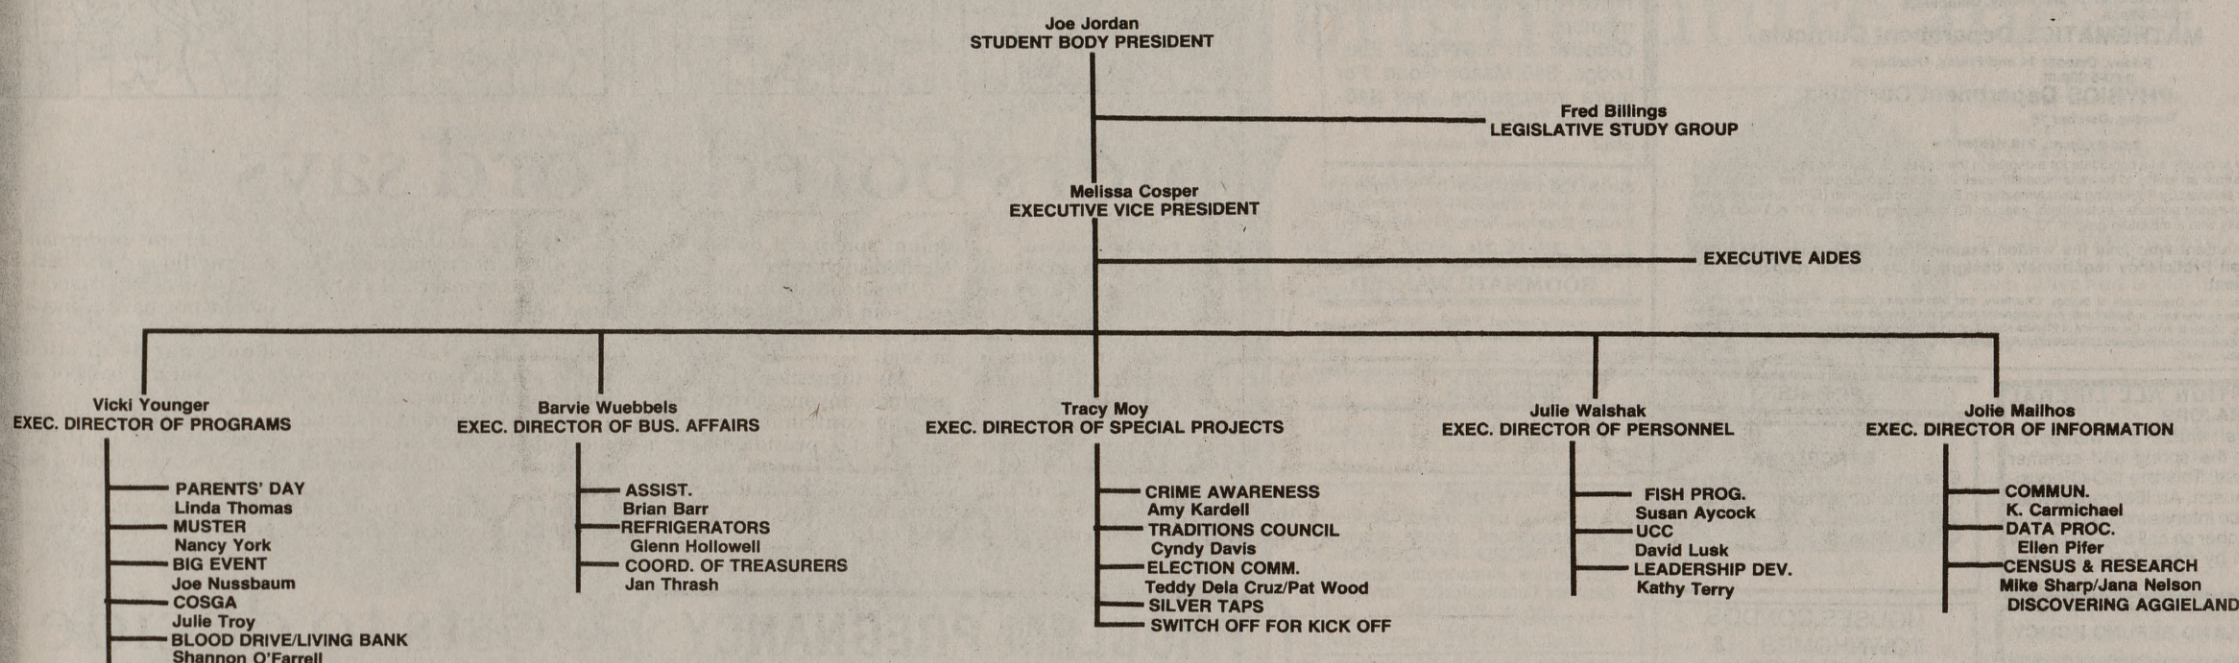 Joe Jordan
STUDENT BODY PRESIDENT
Fred Billings
LEGISLATIVE STUDY GROUP
Melissa Cosper
EXECUTIVE VICE PRESIDENT
EXECUTIVE AIDES
Vicki Younger
EXEC. DIRECTOR OF PROGRAMS
PARENTS' DAY
Linda Thomas
MUSTER
Nancy York
BIG EVENT
Joe Nussbaum
COSGA
Julie Troy
BLOOD DRIVE/LIVING BANK
Shannon O'Farrell
Barvie Wuebbels
EXEC. DIRECTOR OF BUS. AFFAIRS
ASSIST.
Brian Barr
REFRIGERATORS
Glenn Hollowell
COORD. OF TREASURERS
Jan Thrash
Tracy Moy
EXEC. DIRECTOR OF SPECIAL PROJECTS
CRIME AWARENESS
Amy Kardell
TRADITIONS COUNCIL
Cyndy Davis
ELECTION COMM.
Teddy Dela Cruz/Pat Wood
SILVER TAPS
SWITCH OFF FOR KICK OFF
Julie Walshak
EXEC. DIRECTOR OF PERSONNEL
FISH PROG.
Susan Aycock
UCC
David Lusk
LEADERSHIP DEV.
Kathy Terry
Jolie Mailhos
EXEC. DIRECTOR OF INFORMATION
COMMUN.
K. Carmichael
DATA PROC.
Ellen Pifer
CENSUS & RESEARCH
Mike Sharp/Jana Nelson
DISCOVERING AGGIELAND